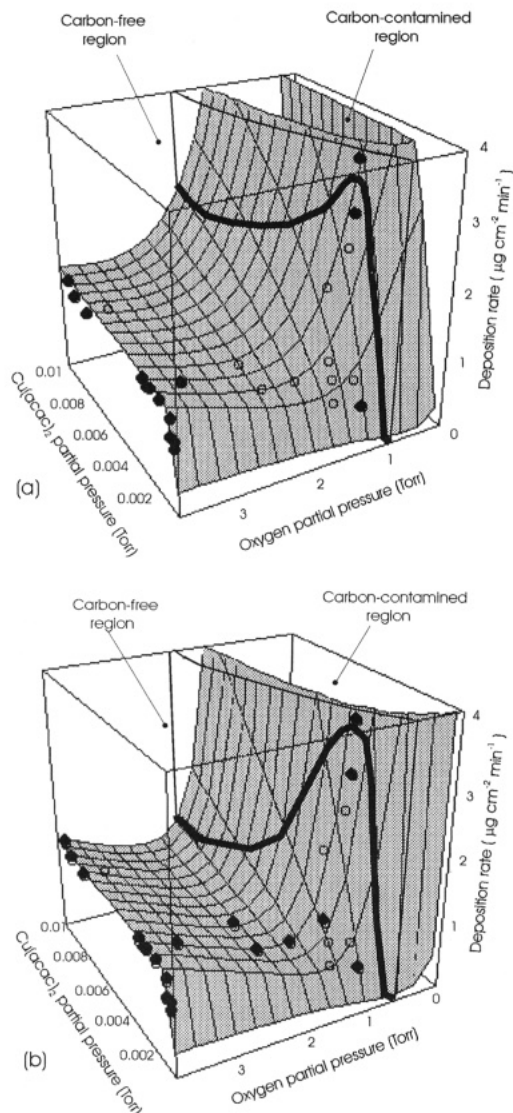 Carbon-free
region
Carbon-contamined
region
4
3
2
1
0
Deposition rate ( µg cm⁻² min⁻¹ )
0.01
0.008
0.006
0.004
0.002
Cu(acac)₂ partial pressure (Torr)
3
2
1
Oxygen partial pressure (Torr)
(a)
Carbon-free
region
Carbon-contamined
region
4
3
2
1
0
Deposition rate ( µg cm⁻² min⁻¹ )
0.01
0.008
0.006
0.004
0.002
Cu(acac)₂ partial pressure (Torr)
3
2
1
Oxygen partial pressure (Torr)
(b)